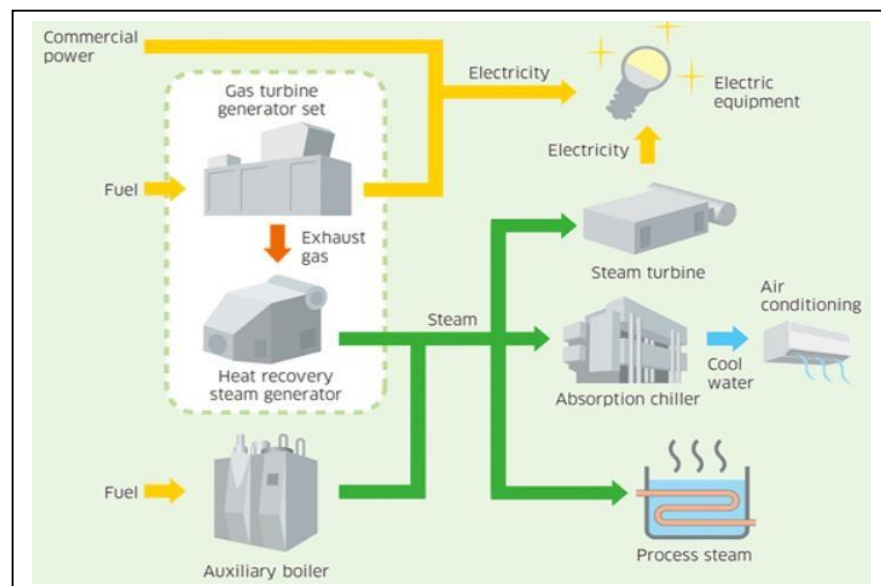 Commercial
power
Gas turbine
generator set
Electricity
Electric
equipment
Electricity
Fuel
Exhaust
gas
Steam turbine
Air
conditioning
Steam
Heat recovery
steam generator
Absorption chiller
Cool
water
Fuel
Auxiliary boiler
Process steam